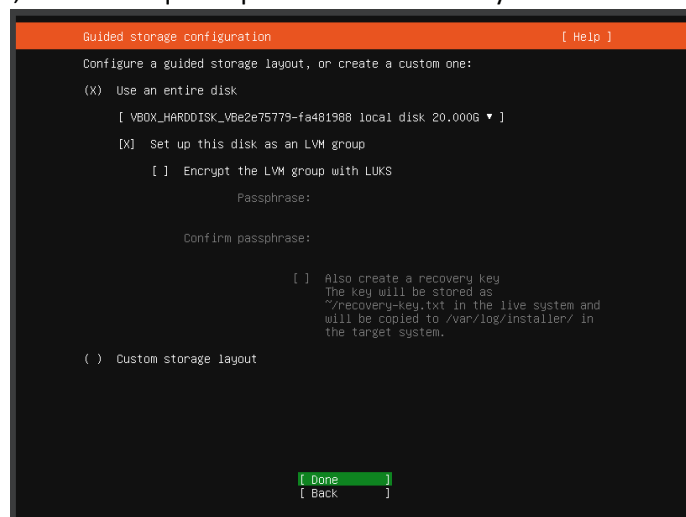 Guided storage configuration [ Help ]
Configure a guided storage layout, or create a custom one:
(X) Use an entire disk
[ VBOX_HARDDISK_VBe2e75779-fa481988 local disk 20.000G ▾ ]
[X] Set up this disk as an LVM group
[ ] Encrypt the LVM group with LUKS
Passphrase:
Confirm passphrase:
[ ] Also create a recovery key
The key will be stored as
~/recovery-key.txt in the live system and
will be copied to /var/log/installer/ in
the target system.
( ) Custom storage layout
[ Done ]
[ Back ]